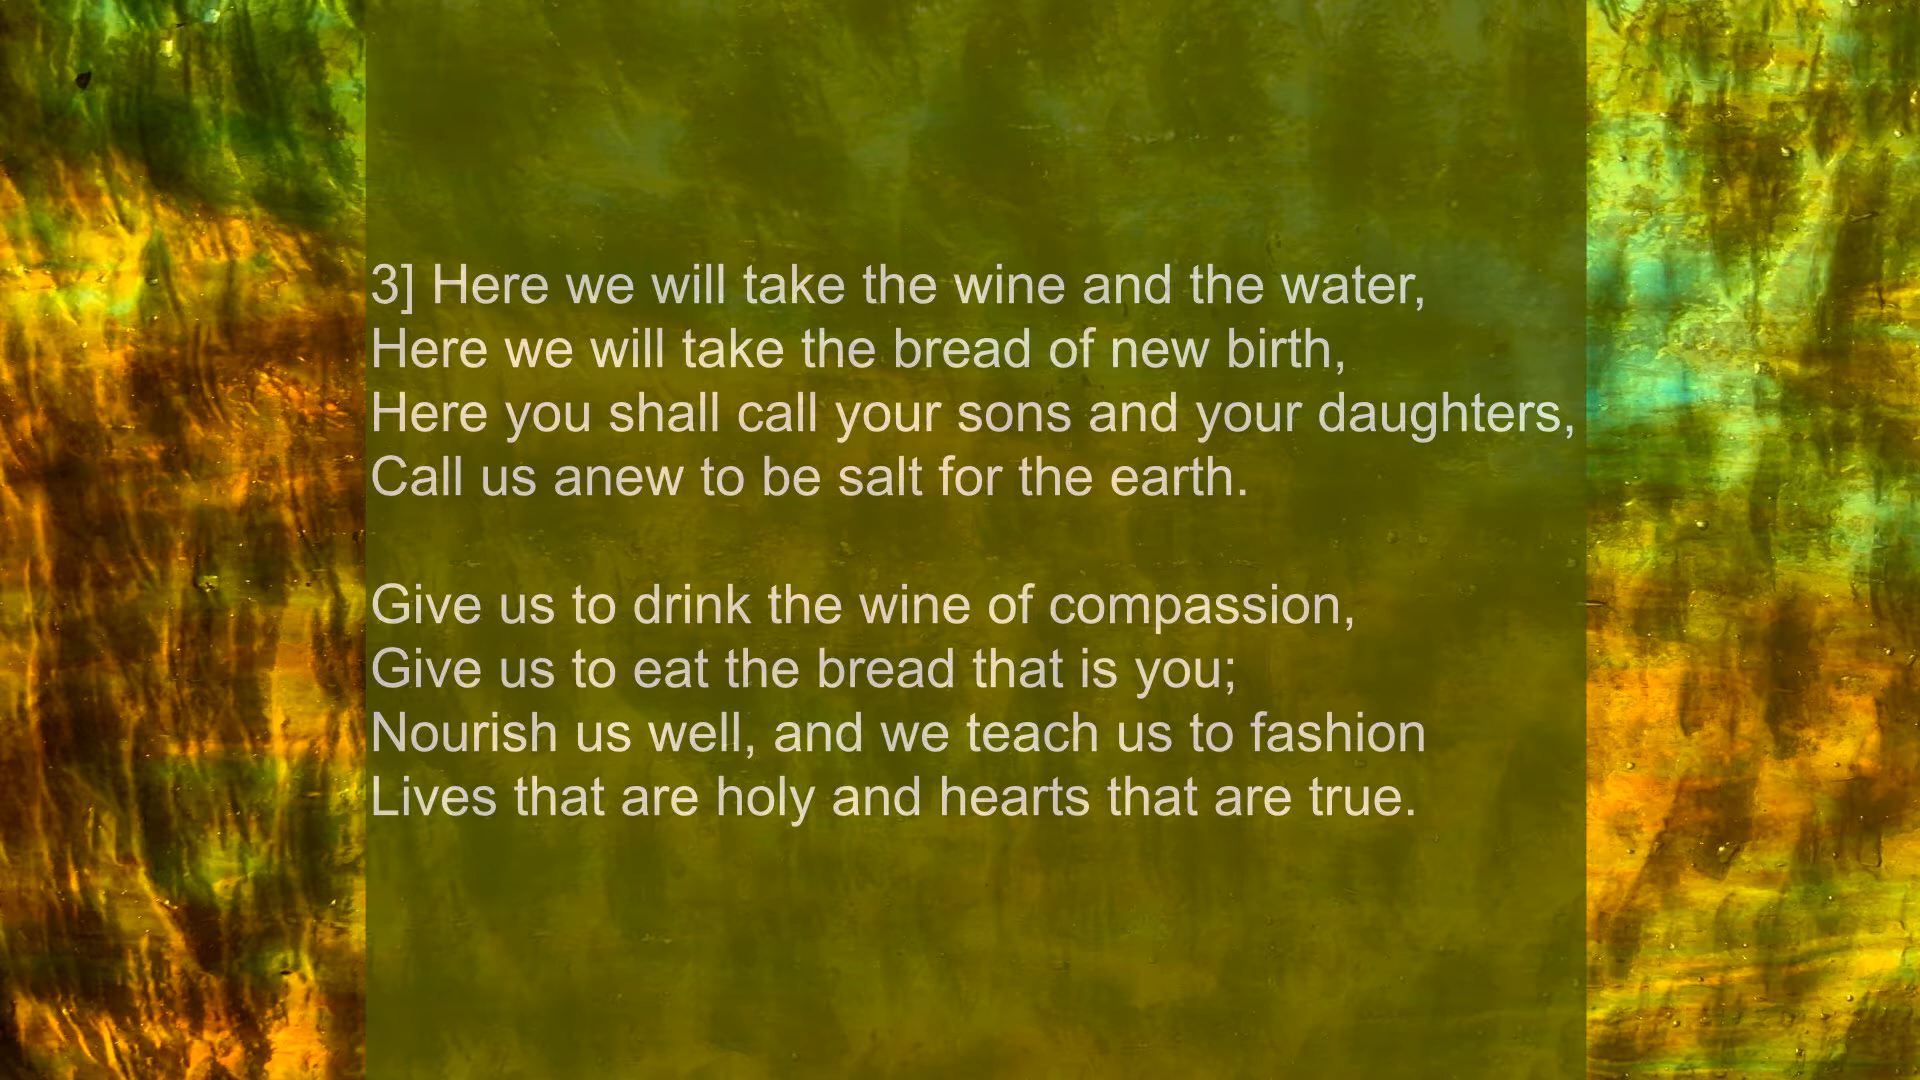 3] Here we will take the wine and the water,
Here we will take the bread of new birth,
Here you shall call your sons and your daughters,
Call us anew to be salt for the earth.

Give us to drink the wine of compassion,
Give us to eat the bread that is you;
Nourish us well, and we teach us to fashion
Lives that are holy and hearts that are true.